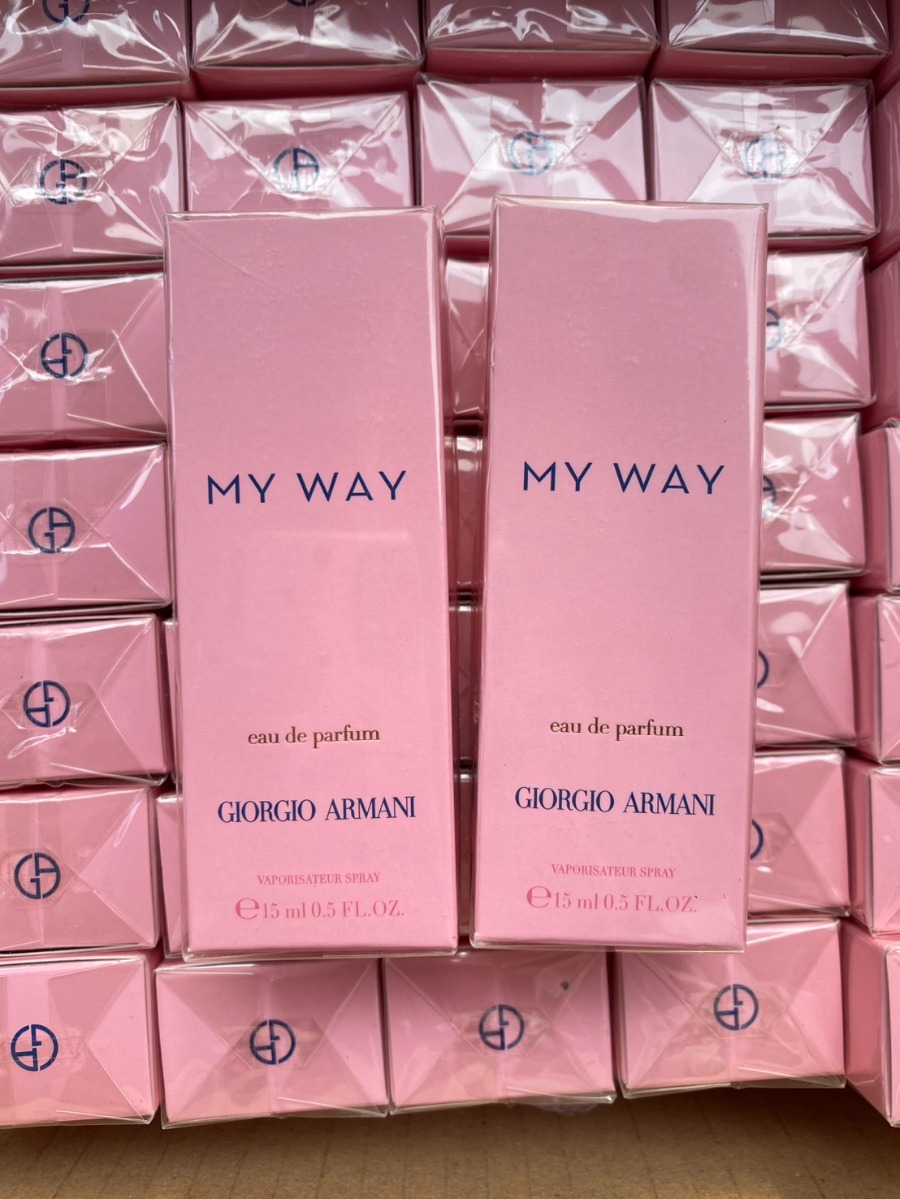 MY WAY
eau de parfum
GIORGIO ARMANI
VAPORISATEUR SPRAY
℮15 ml 0.5 FL.OZ.
MY WAY
eau de parfum
GIORGIO ARMANI
VAPORISATEUR SPRAY
℮15 ml 0.5 FL.OZ.